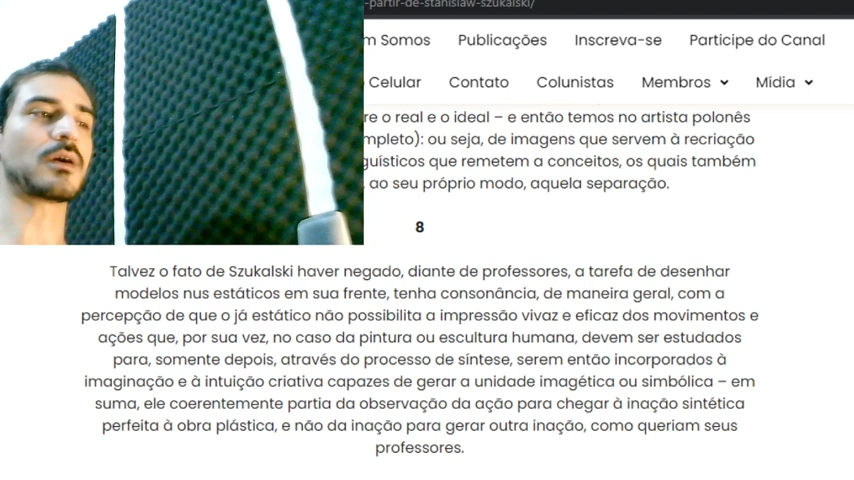 -partir-de-stanislaw-szukalski/
m Somos Publicações Inscreva-se Participe do Canal
Celular Contato Colunistas Membros Mídia
re o real e o ideal – e então temos no artista polonês
mpleto): ou seja, de imagens que servem à recriação
guísticos que remetem a conceitos, os quais também
ao seu próprio modo, aquela separação.
8
Talvez o fato de Szukalski haver negado, diante de professores, a tarefa de desenhar
modelos nus estáticos em sua frente, tenha consonância, de maneira geral, com a
percepção de que o já estático não possibilita a impressão vivaz e eficaz dos movimentos e
ações que, por sua vez, no caso da pintura ou escultura humana, devem ser estudados
para, somente depois, através do processo de síntese, serem então incorporados à
imaginação e à intuição criativa capazes de gerar a unidade imagética ou simbólica – em
suma, ele coerentemente partia da observação da ação para chegar à inação sintética
perfeita à obra plástica, e não da inação para gerar outra inação, como queriam seus
professores.